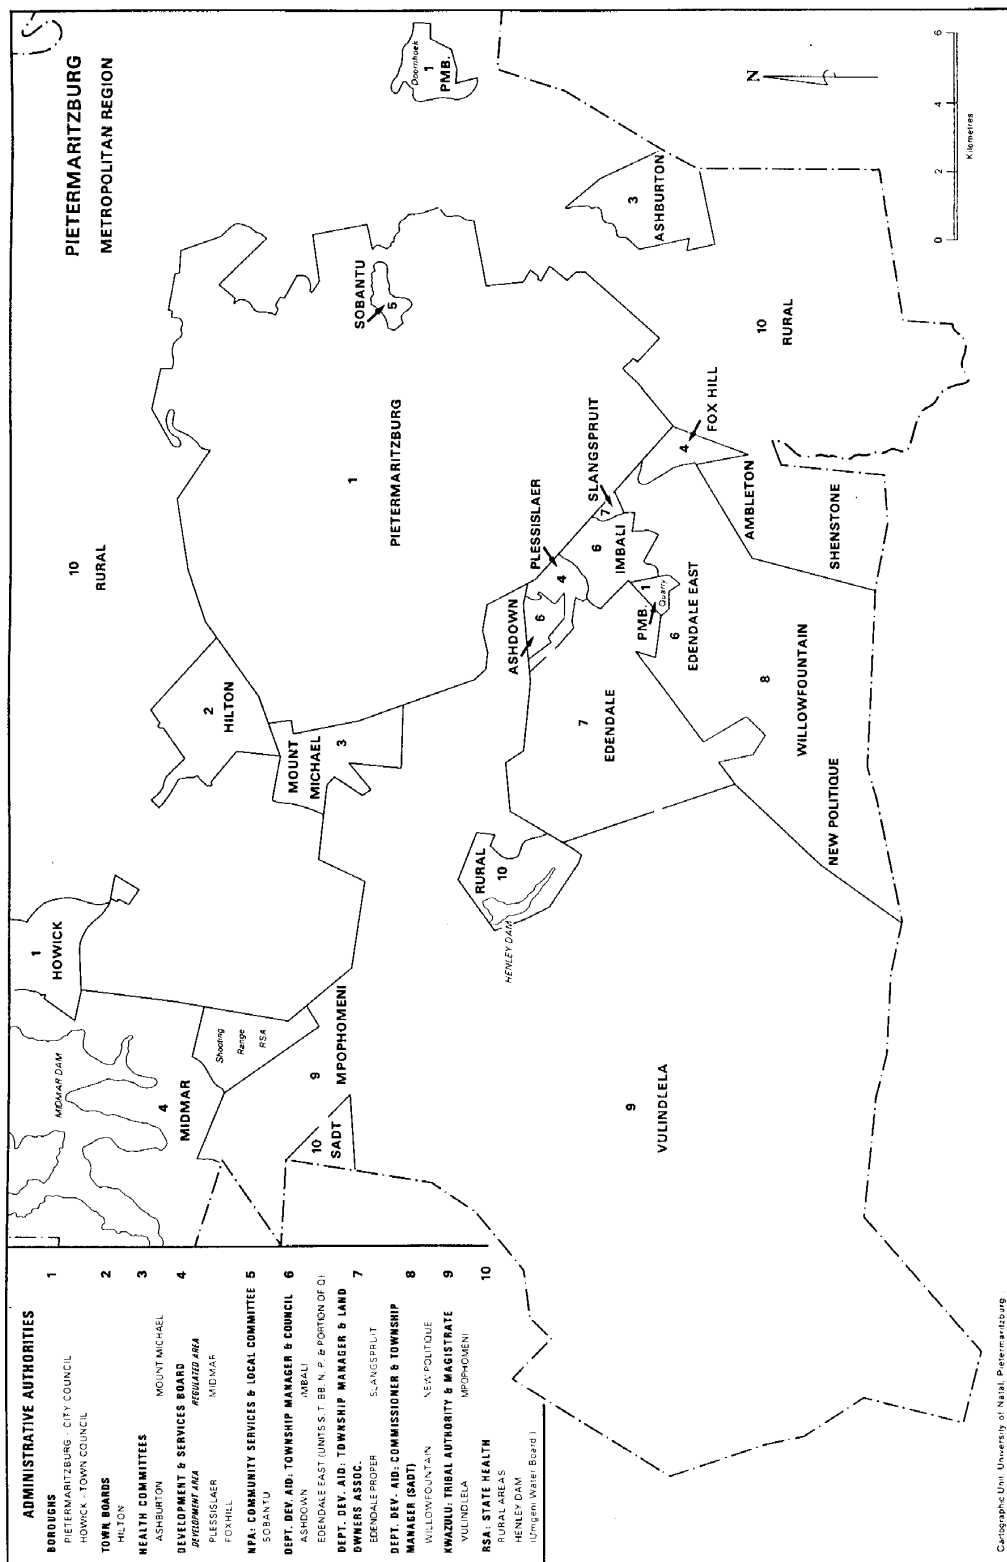 PIETERMARITZBURG
METROPOLITAN REGION
ADMINISTRATIVE AUTHORITIES
BOROUGHS 1
PIETERMARITZBURG - CITY COUNCIL
HOWICK - TOWN COUNCIL
TOWN BOARDS 2
HILTON
HEALTH COMMITTEES 3
ASHBURTON MOUNT MICHAEL
DEVELOPMENT & SERVICES BOARD 4
DEVELOPMENT AREA REGULATED AREA
PLESSISLAER MIDMAR
FOXHILL
NPA: COMMUNITY SERVICES & LOCAL COMMITTEE 5
SOBANTU
DEPT. DEV. AID: TOWNSHIP MANAGER & COUNCIL 6
ASHDOWN IMBALI
EDENDALE EAST (UNITS S. T. BB. N. P. & PORTION OF Q)
DEPT. DEV. AID: TOWNSHIP MANAGER & LAND
OWNERS ASSOC. 7
EDENDALE PROPER SLANGSPRUIT
DEPT. DEV. AID: COMMISSIONER & TOWNSHIP
MANAGER (SADT) 8
WILLOWFOUNTAIN NEW POLITIQUE
KWAZULU: TRIBAL AUTHORITY & MAGISTRATE 9
VULINDLELA MPOPHOMENI
RSA: STATE HEALTH 10
RURAL AREAS
HENLEY DAM
(Umgeni Water Board)
MIDMAR DAM
4
MIDMAR
1
HOWICK
Shooting
Range
RSA
10
SADT
9
MPOPHOMENI
2
HILTON
MOUNT
MICHAEL
3
10
RURAL
1
PIETERMARITZBURG
SOBANTU
5
Doornhoek
1
PMB.
RURAL
10
HENLEY DAM
ASHDOWN
6
PLESSISLAER
4
SLANGSPRUIT
7
6
IMBALI
7
EDENDALE
PMB.
1
Quarry
6
EDENDALE EAST
FOX HILL
4
3
ASHBURTON
10
RURAL
AMBLETON
SHENSTONE
8
WILLOWFOUNTAIN
NEW POLITIQUE
9
VULINDLELA
N
0 2 4 6
Kilometres
Cartographic Unit, University of Natal, Pietermaritzburg